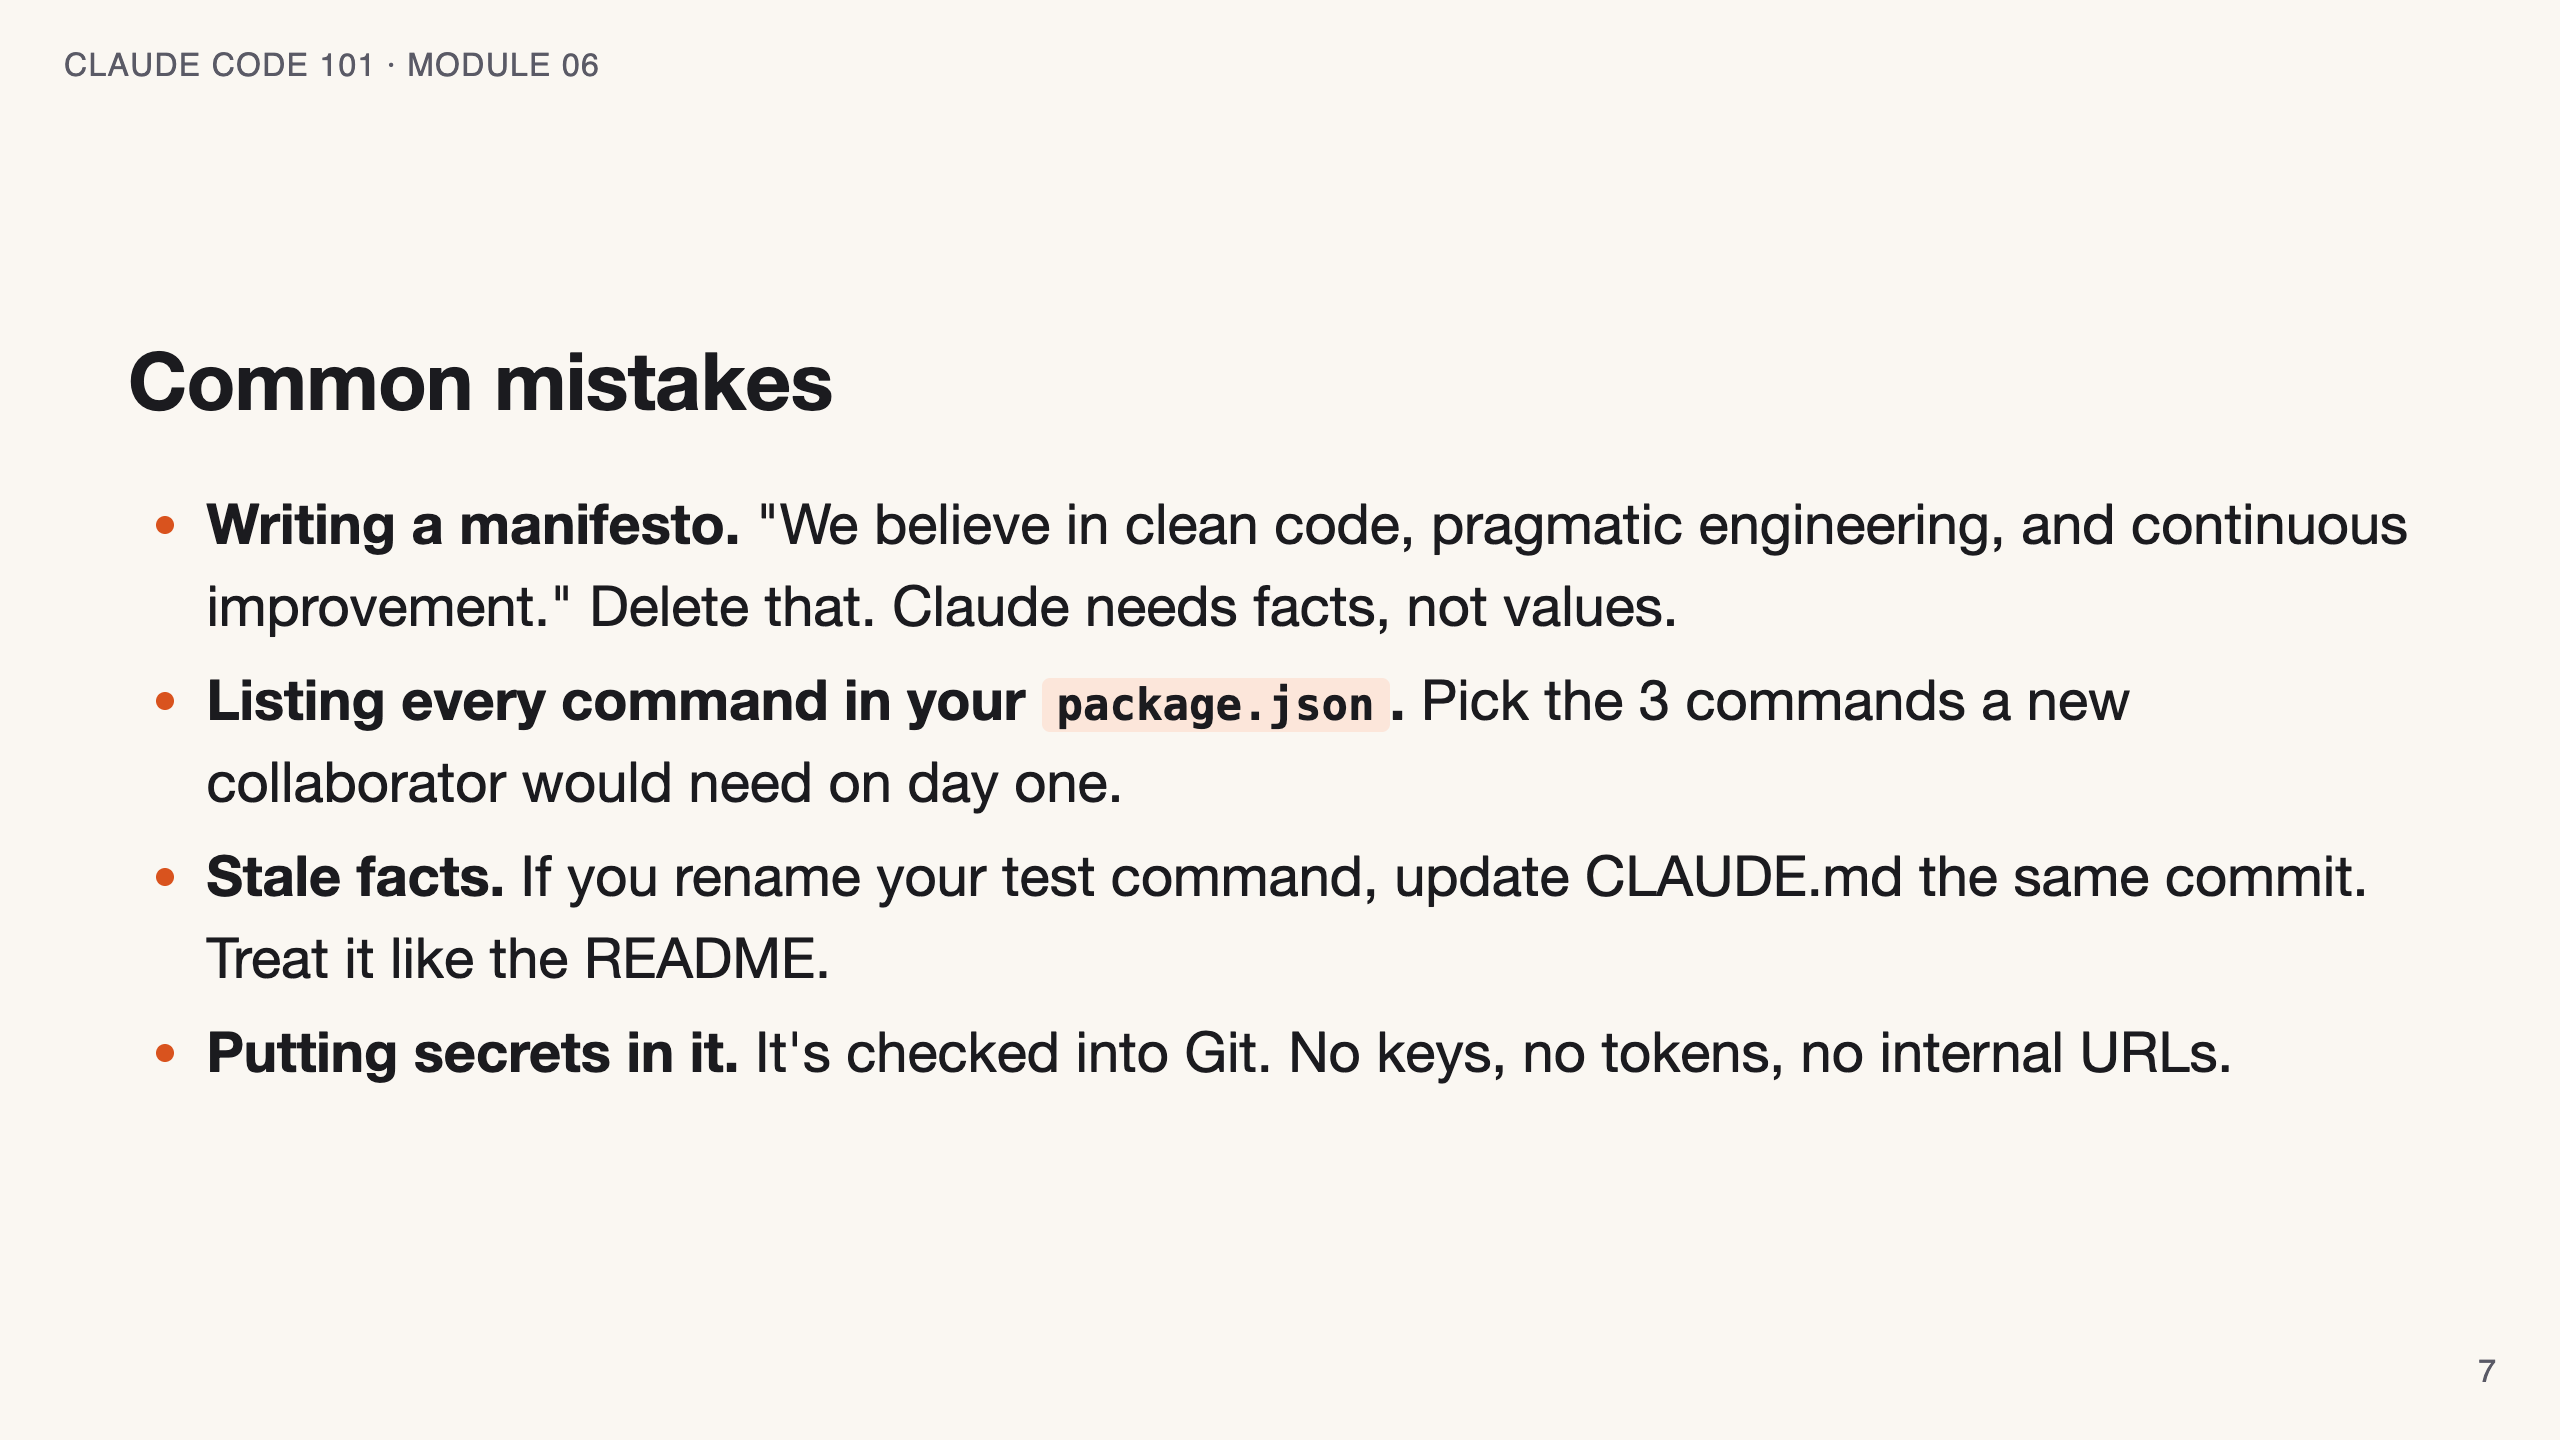 CLAUDE CODE 101 · MODULE 06
Common mistakes
• Writing a manifesto. "We believe in clean code, pragmatic engineering, and continuous
improvement." Delete that. Claude needs facts, not values.
• Listing every command in your package.json. Pick the 3 commands a new
collaborator would need on day one.
• Stale facts. If you rename your test command, update CLAUDE.md the same commit.
Treat it like the README.
• Putting secrets in it. It's checked into Git. No keys, no tokens, no internal URLs.
7